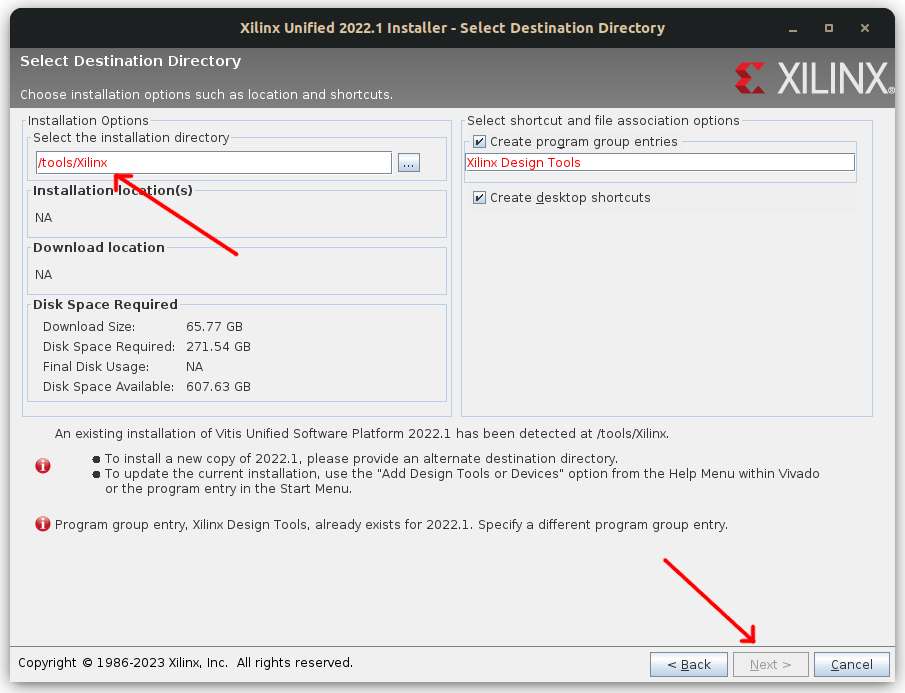 Xilinx Unified 2022.1 Installer - Select Destination Directory
Select Destination Directory
Choose installation options such as location and shortcuts.
XILINX®
Installation Options
Select the installation directory
/tools/Xilinx
...
Installation location(s)
NA
Download location
NA
Disk Space Required
Download Size: 65.77 GB
Disk Space Required: 271.54 GB
Final Disk Usage: NA
Disk Space Available: 607.63 GB
Select shortcut and file association options
Create program group entries
Xilinx Design Tools
Create desktop shortcuts
An existing installation of Vitis Unified Software Platform 2022.1 has been detected at /tools/Xilinx.
● To install a new copy of 2022.1, please provide an alternate destination directory.
● To update the current installation, use the "Add Design Tools or Devices" option from the Help Menu within Vivado
or the program entry in the Start Menu.
Program group entry, Xilinx Design Tools, already exists for 2022.1. Specify a different program group entry.
Copyright © 1986-2023 Xilinx, Inc. All rights reserved.
< Back
Next >
Cancel